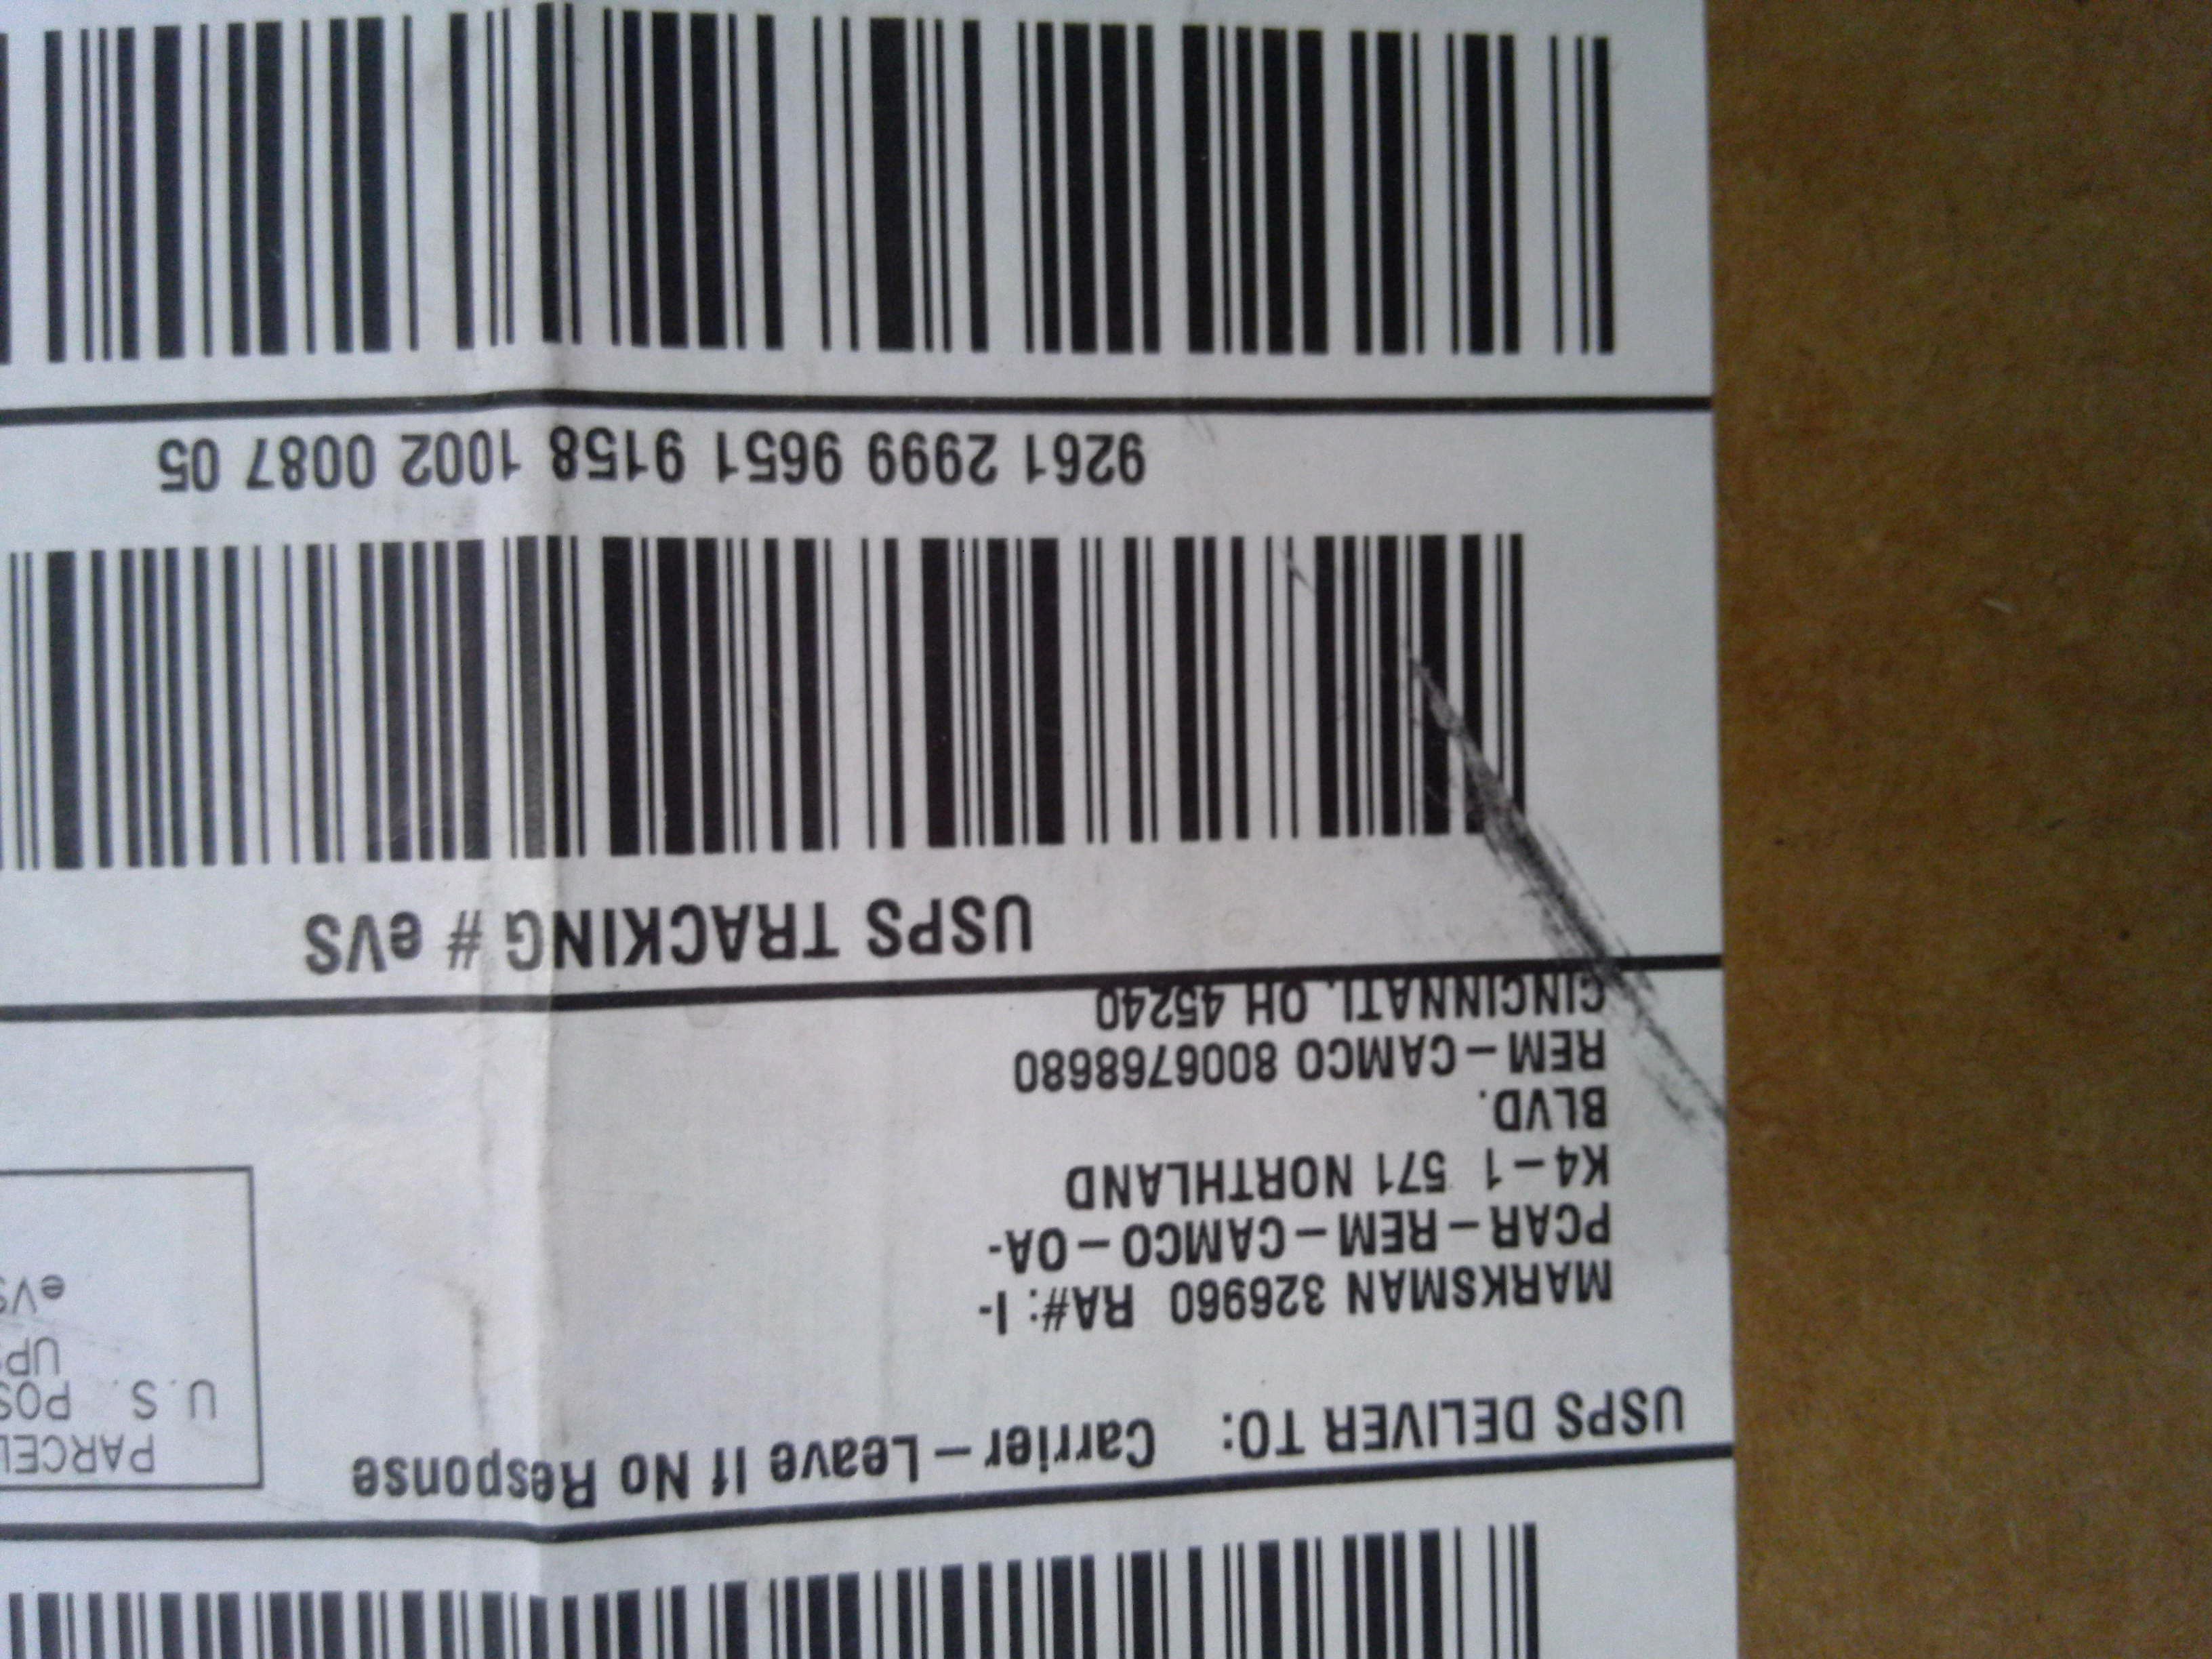 USPS DELIVER TO: Carrier – Leave If No Response
PARCEL
U.S. POS
UPS
eVS
MARKSMAN 326960 RA#: I-
PCAR – REM – CAMCO – OA-
K4 – 1 571 NORTHLAND
BLVD.
REM – CAMCO 8006768680
CINCINNATI, OH 45240
USPS TRACKING # eVS
9261 2999 9651 9158 1002 0087 05